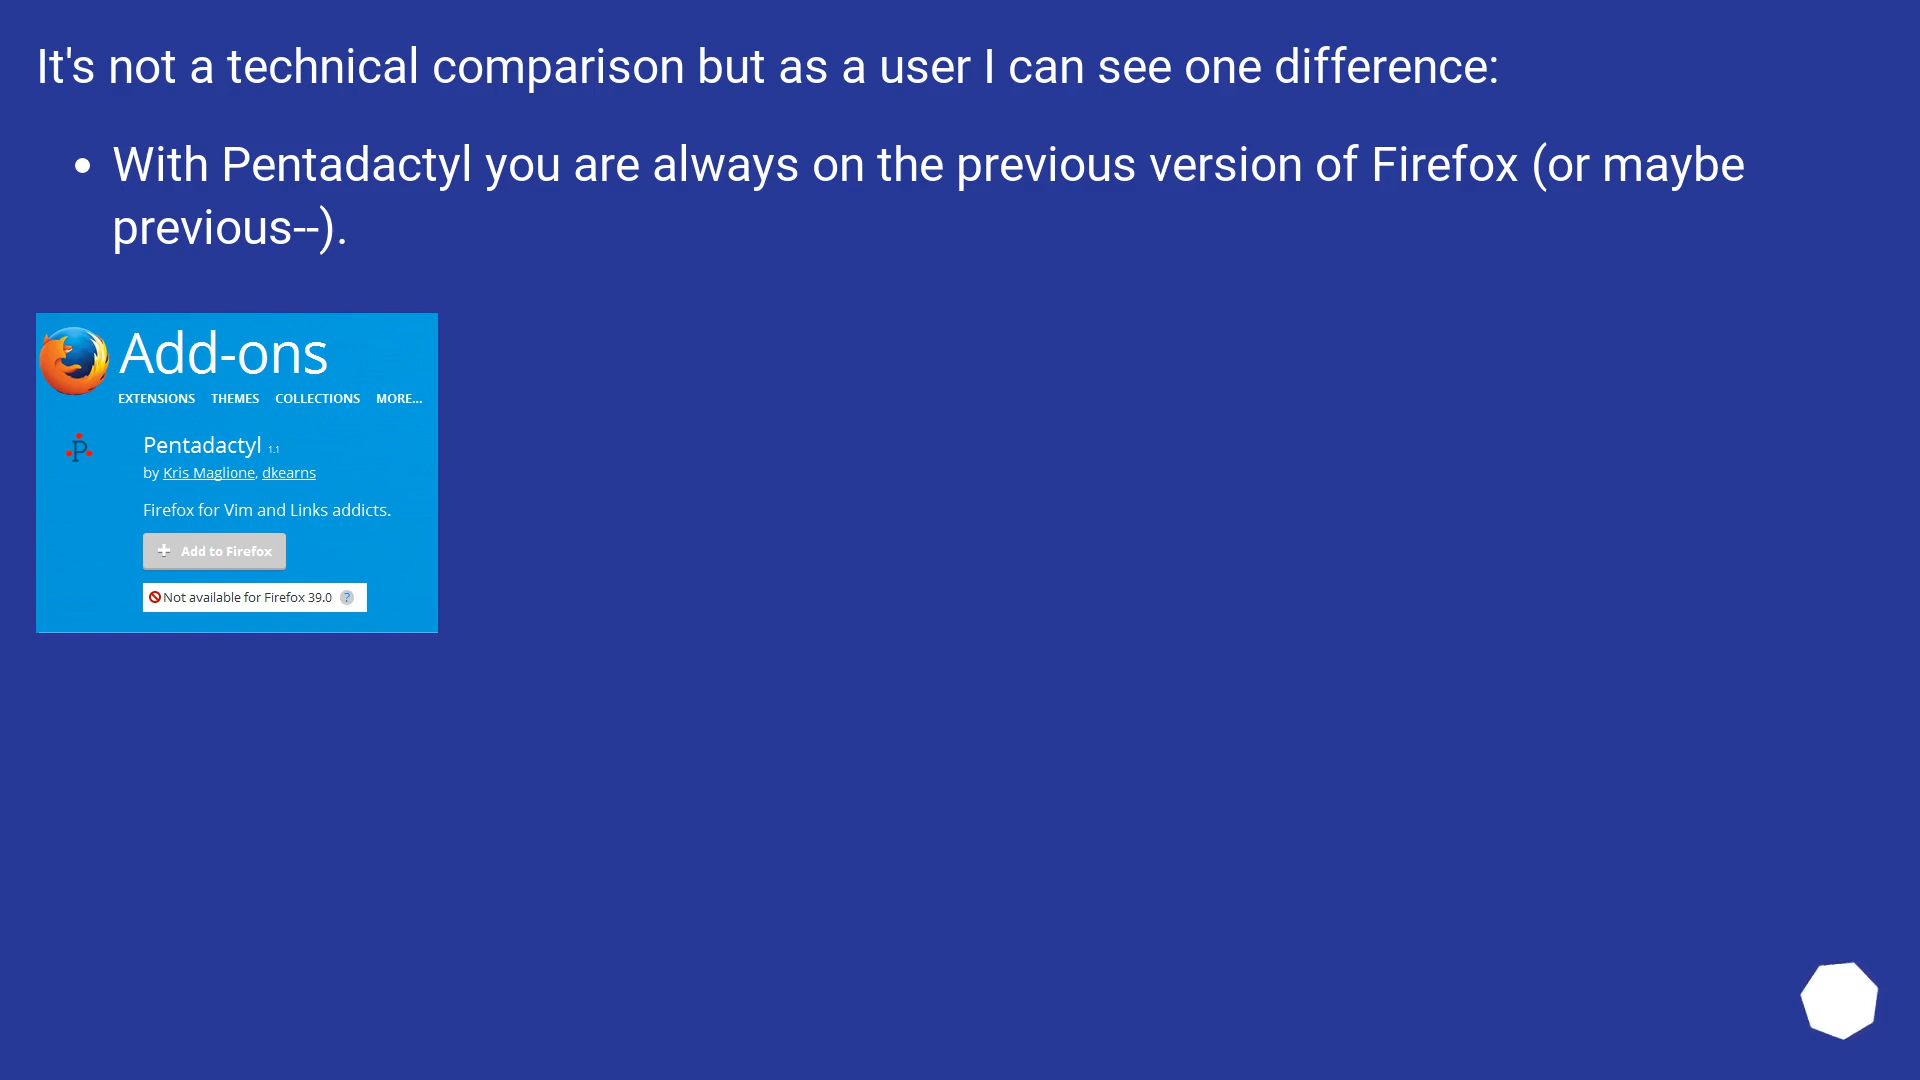 It's not a technical comparison but as a user I can see one difference:
• With Pentadactyl you are always on the previous version of Firefox (or maybe
previous--).
Add-ons
EXTENSIONS THEMES COLLECTIONS MORE...
P
Pentadactyl 1.1
by Kris Maglione, dkearns
Firefox for Vim and Links addicts.
+ Add to Firefox
Not available for Firefox 39.0 ?